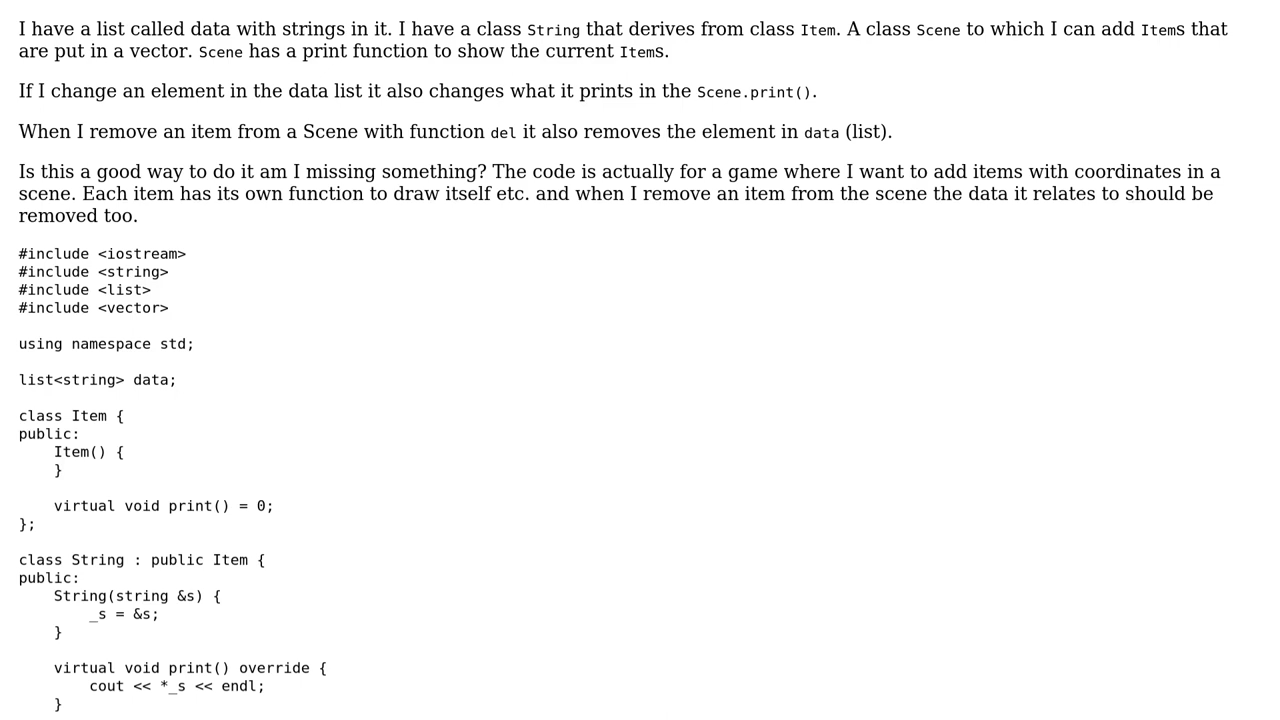 I have a list called data with strings in it. I have a class String that derives from class Item. A class Scene to which I can add Items that
are put in a vector. Scene has a print function to show the current Items.
If I change an element in the data list it also changes what it prints in the Scene.print().
When I remove an item from a Scene with function del it also removes the element in data (list).
Is this a good way to do it am I missing something? The code is actually for a game where I want to add items with coordinates in a
scene. Each item has its own function to draw itself etc. and when I remove an item from the scene the data it relates to should be
removed too.
#include <iostream>
#include <string>
#include <list>
#include <vector>
using namespace std;
list<string> data;
class Item {
public:
    Item() {
    }
    virtual void print() = 0;
};
class String : public Item {
public:
    String(string &s) {
        _s = &s;
    }
    virtual void print() override {
        cout << *_s << endl;
    }